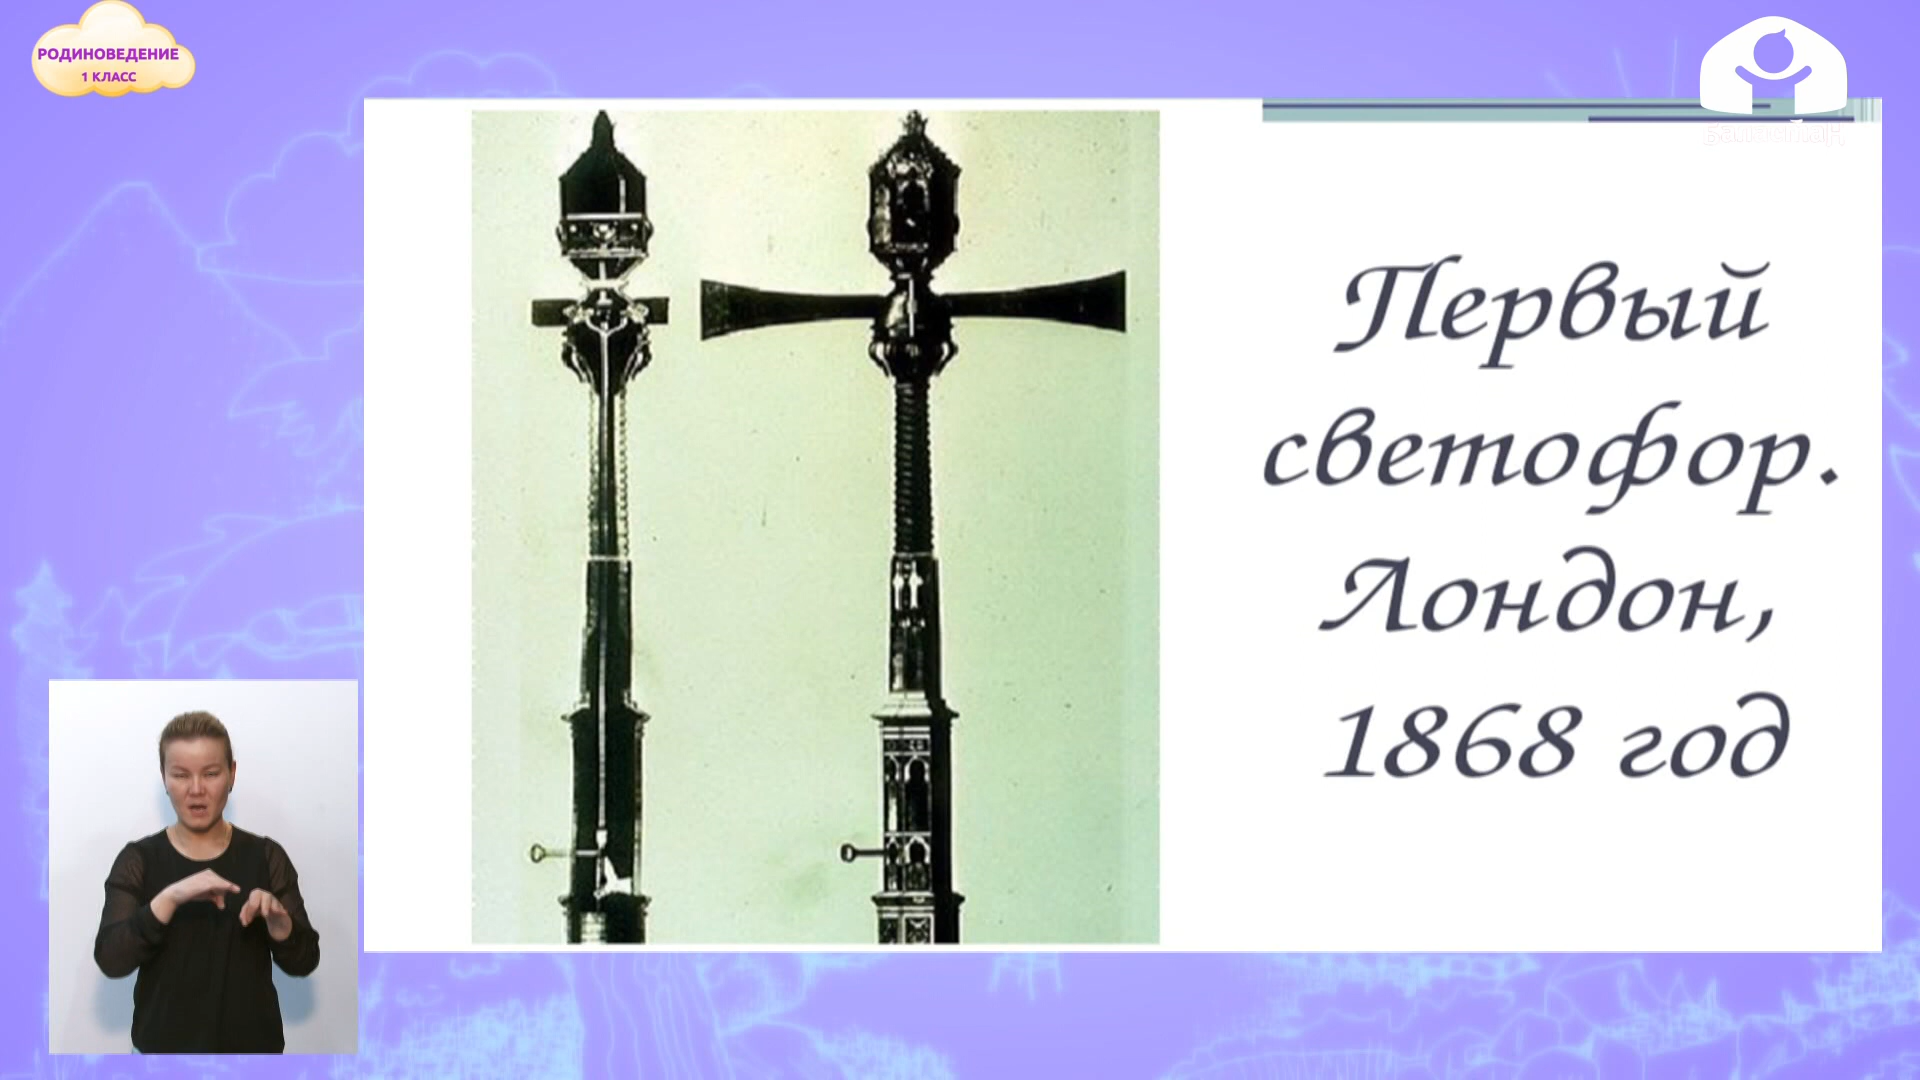 РОДИНОВЕДЕНИЕ
1 КЛАСС
Первый
светофор.
Лондон,
1868 год